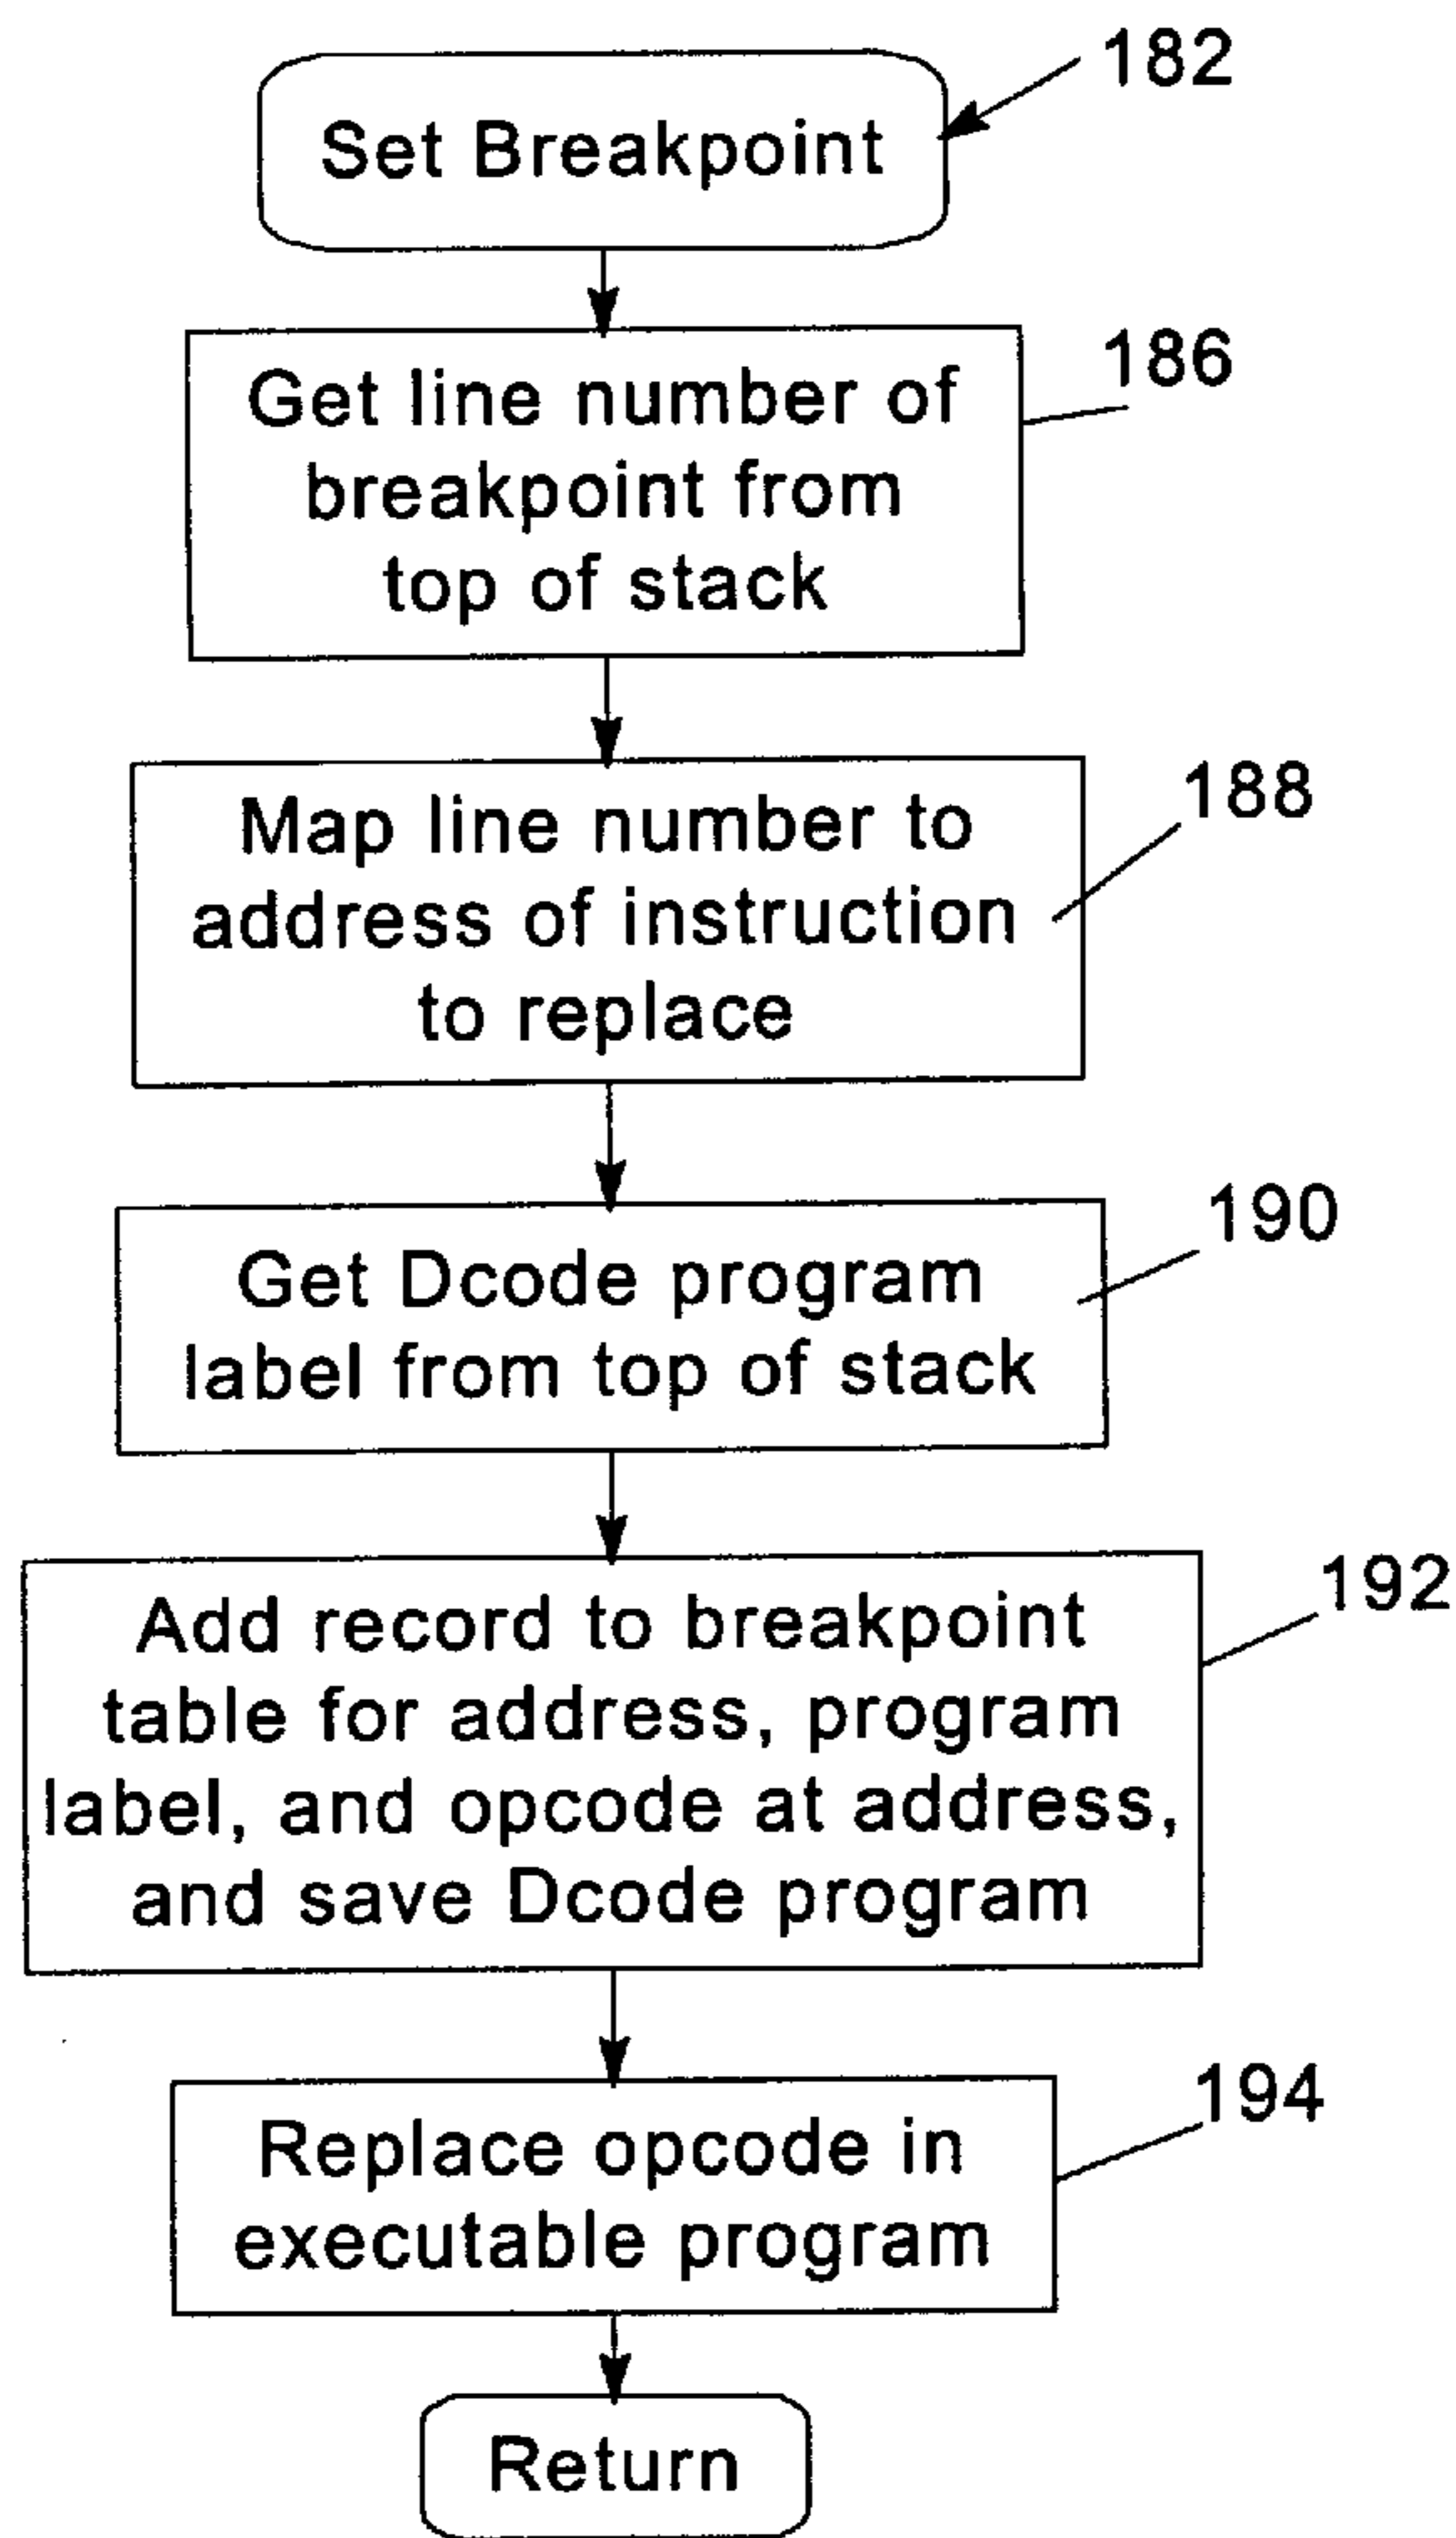 182
Set Breakpoint
186
Get line number of
breakpoint from
top of stack
188
Map line number to
address of instruction
to replace
190
Get Dcode program
label from top of stack
192
Add record to breakpoint
table for address, program
label, and opcode at address,
and save Dcode program
194
Replace opcode in
executable program
Return